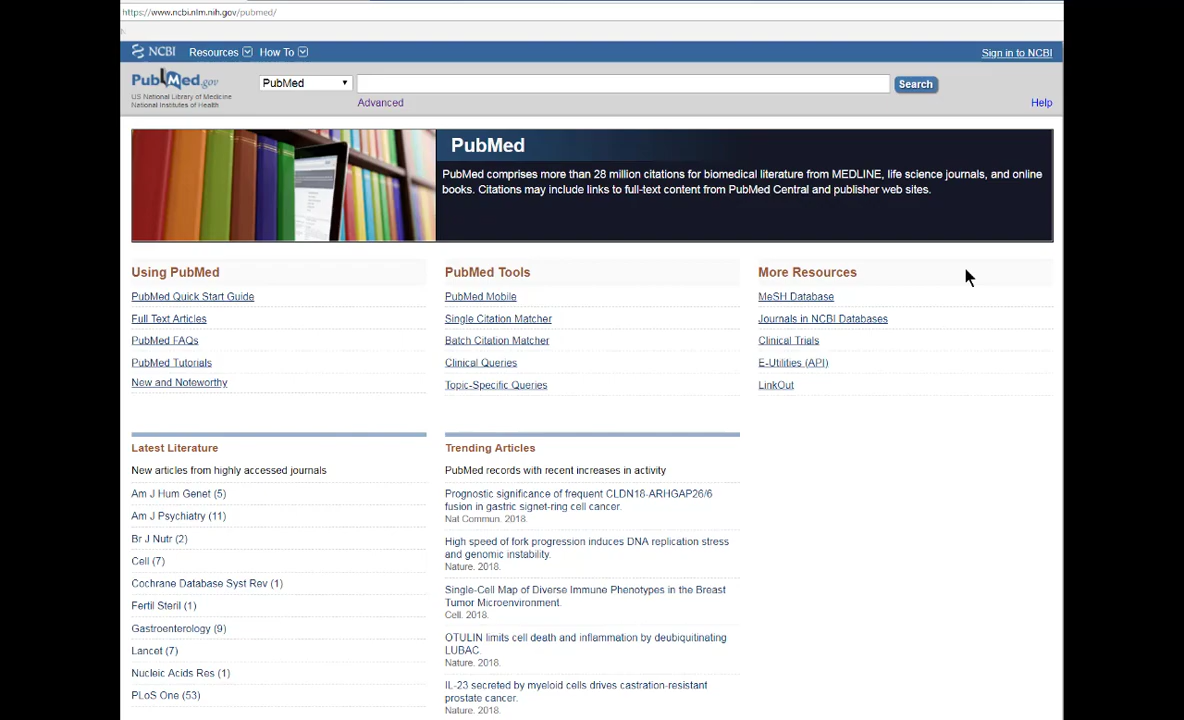 https://www.ncbi.nlm.nih.gov/pubmed/
NCBI Resources How To Sign in to NCBI
PubMed.gov
US National Library of Medicine
National Institutes of Health
PubMed Search
Advanced
Help
PubMed
PubMed comprises more than 28 million citations for biomedical literature from MEDLINE, life science journals, and online
books. Citations may include links to full-text content from PubMed Central and publisher web sites.
Using PubMed
PubMed Quick Start Guide
Full Text Articles
PubMed FAQs
PubMed Tutorials
New and Noteworthy
PubMed Tools
PubMed Mobile
Single Citation Matcher
Batch Citation Matcher
Clinical Queries
Topic-Specific Queries
More Resources
MeSH Database
Journals in NCBI Databases
Clinical Trials
E-Utilities (API)
LinkOut
Latest Literature
New articles from highly accessed journals
Am J Hum Genet (5)
Am J Psychiatry (11)
Br J Nutr (2)
Cell (7)
Cochrane Database Syst Rev (1)
Fertil Steril (1)
Gastroenterology (9)
Lancet (7)
Nucleic Acids Res (1)
PLoS One (53)
Trending Articles
PubMed records with recent increases in activity
Prognostic significance of frequent CLDN18-ARHGAP26/6
fusion in gastric signet-ring cell cancer.
Nat Commun. 2018.
High speed of fork progression induces DNA replication stress
and genomic instability.
Nature. 2018.
Single-Cell Map of Diverse Immune Phenotypes in the Breast
Tumor Microenvironment.
Cell. 2018.
OTULIN limits cell death and inflammation by deubiquitinating
LUBAC.
Nature. 2018.
IL-23 secreted by myeloid cells drives castration-resistant
prostate cancer.
Nature. 2018.